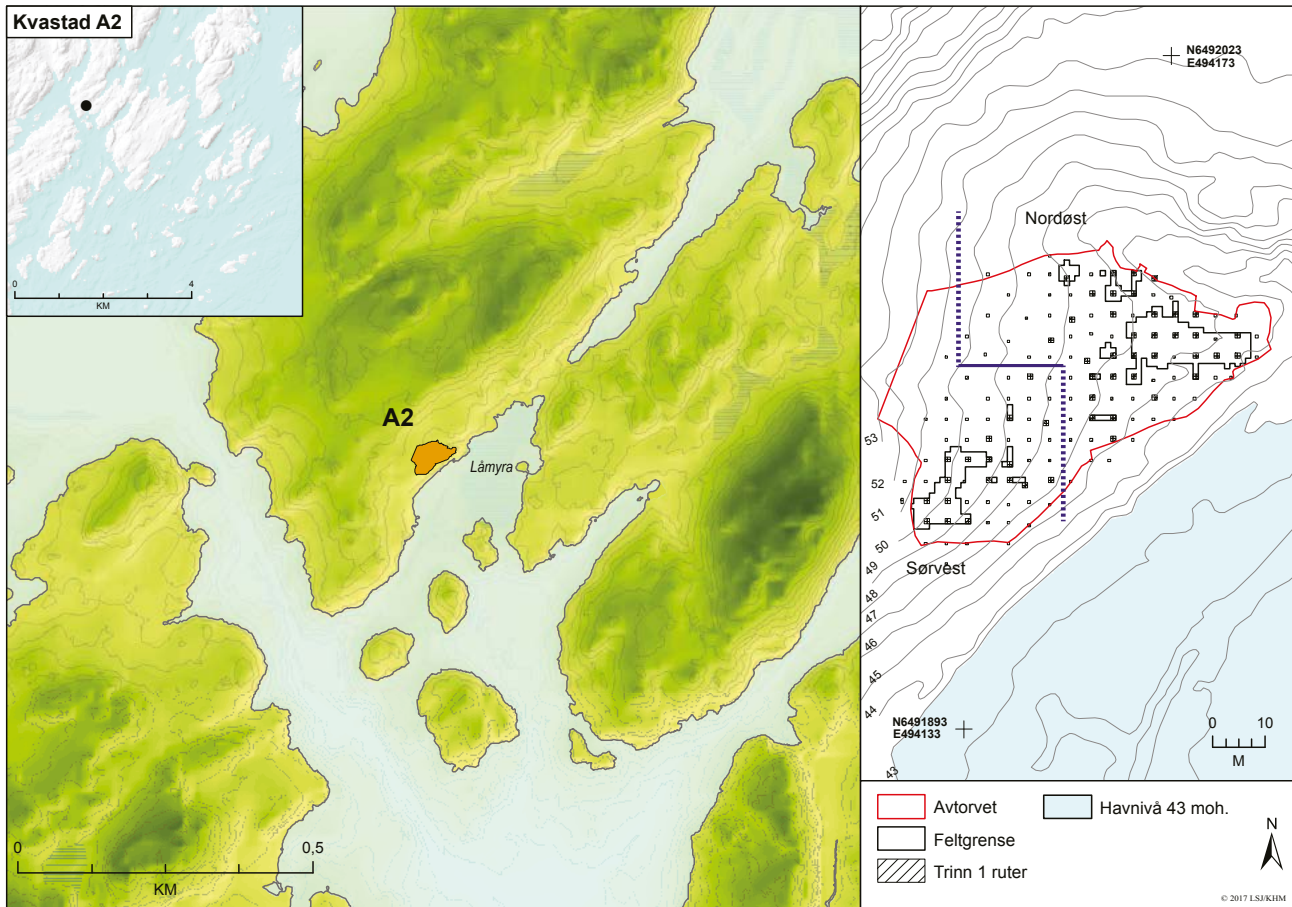 Kvastad A2
0
4
KM
A2
Låmyra
0
0,5
KM
N6492023
E494173
Nordøst
53
52
51
50
49
48
47
46
45
44
43
Sørvest
N6491893
E494133
0
10
M
Avtorvet
Havnivå 43 moh.
Feltgrense
Trinn 1 ruter
N
© 2017 LSJ/KHM